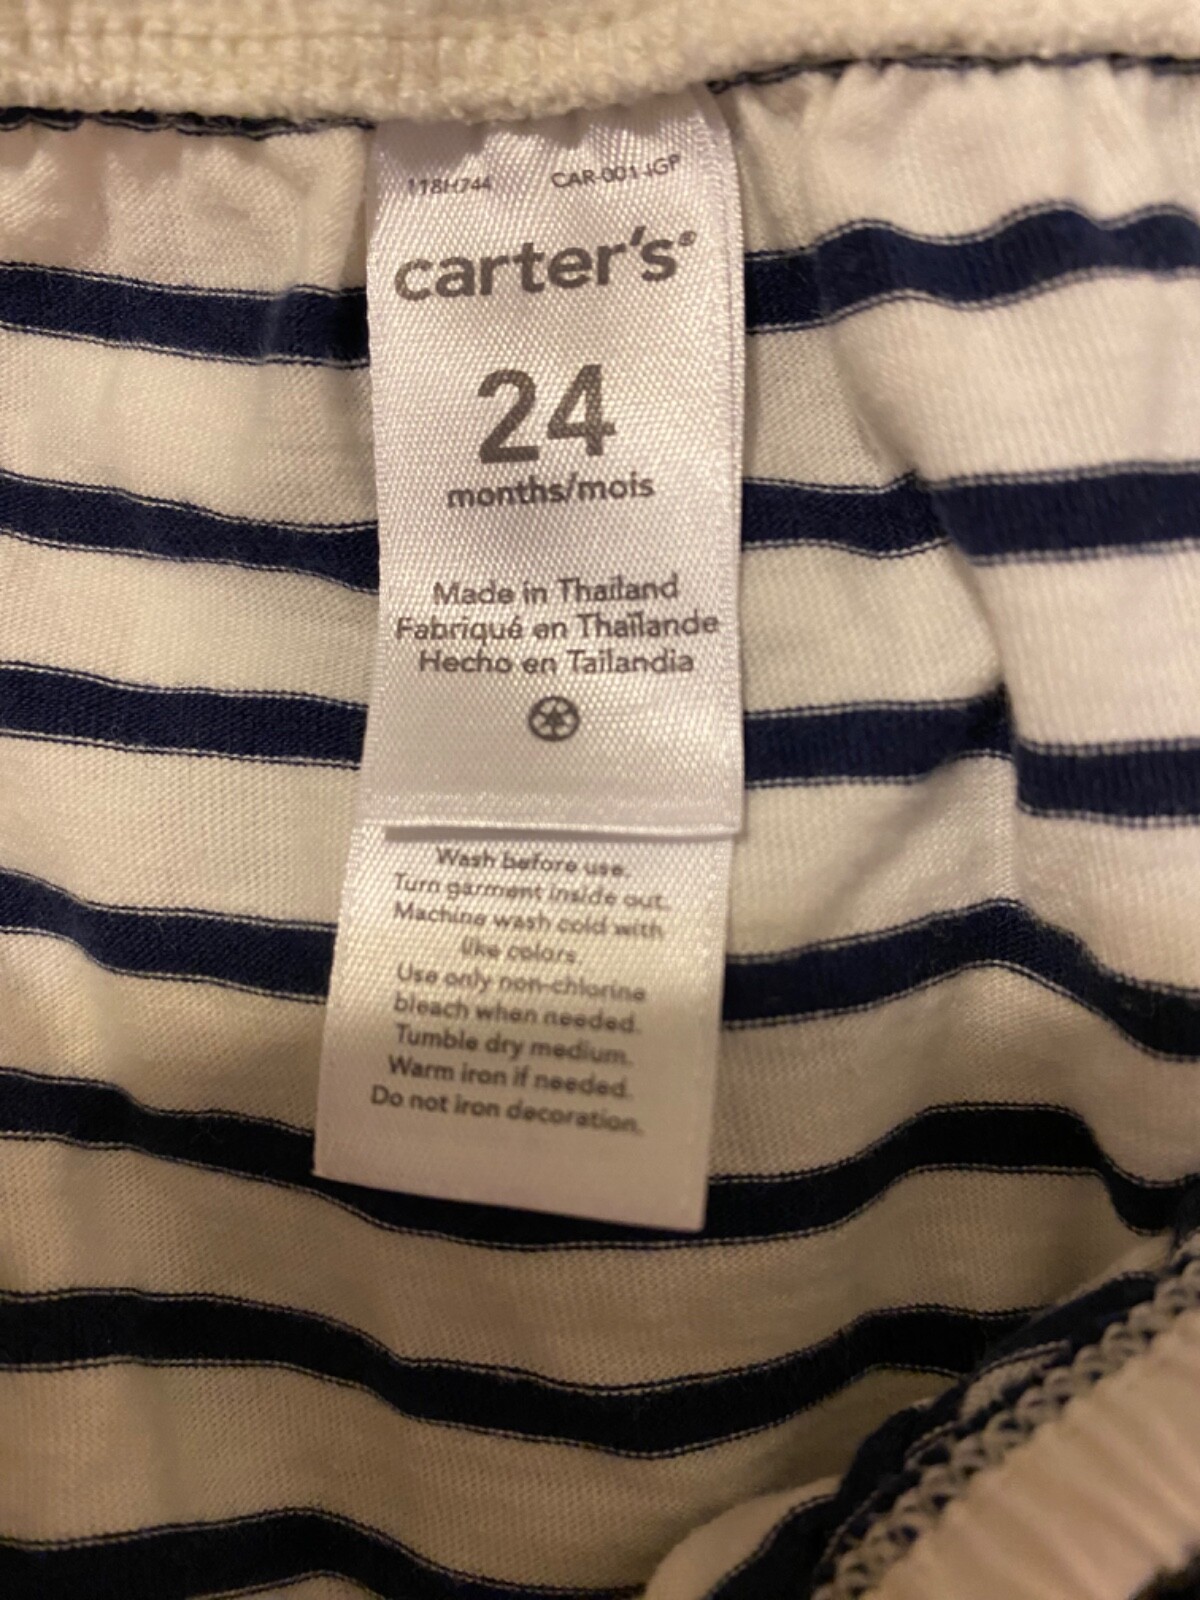 118H744 CAR-0014GP
carter's®
24
months/mois
Made in Thailand
Fabriqué en Thaïlande
Hecho en Tailandia
Wash before use.
Turn garment inside out.
Machine wash cold with
like colors.
Use only non-chlorine
bleach when needed.
Tumble dry medium.
Warm iron if needed.
Do not iron decoration.